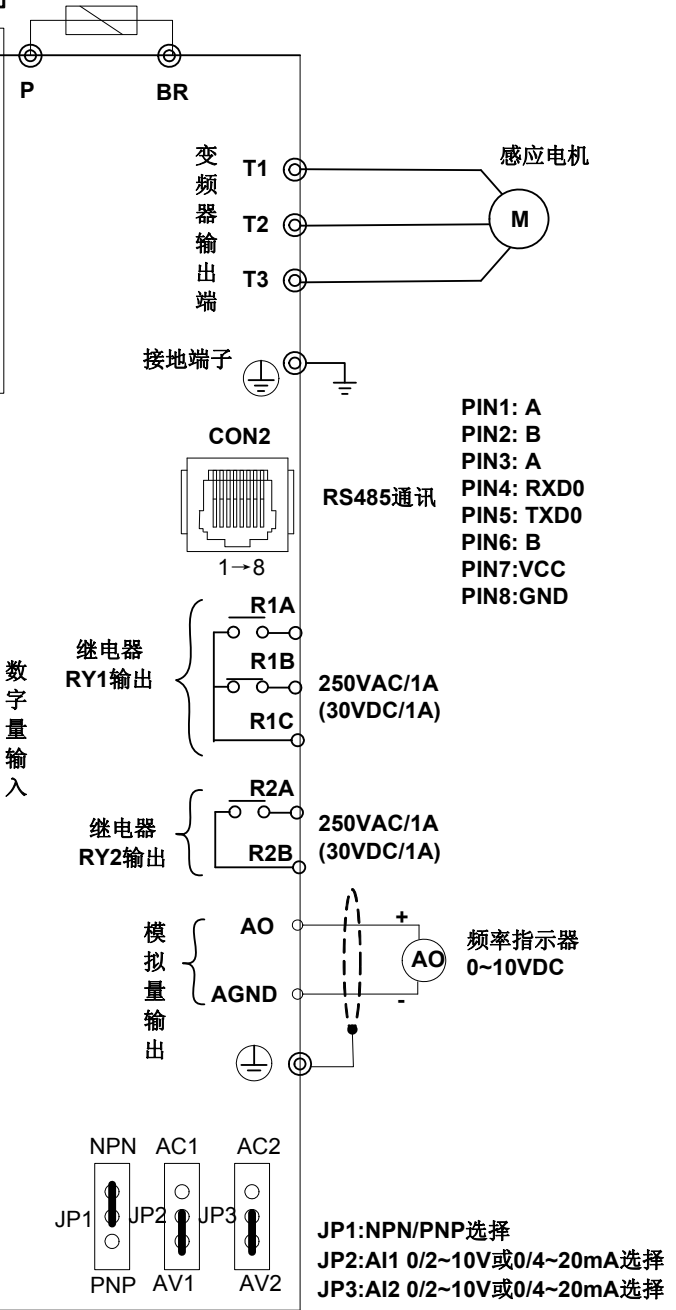 P
BR
变频器输出端
T1
T2
T3
感应电机
M
接地端子
CON2
1→8
RS485通讯
PIN1: A
PIN2: B
PIN3: A
PIN4: RXD0
PIN5: TXD0
PIN6: B
PIN7:VCC
PIN8:GND
数字量输入
继电器
RY1输出
R1A
R1B
R1C
250VAC/1A
(30VDC/1A)
继电器
RY2输出
R2A
R2B
250VAC/1A
(30VDC/1A)
模拟量输出
AO
AGND
+
-
AO
频率指示器
0~10VDC
NPN
AC1
AC2
JP1
JP2
JP3
PNP
AV1
AV2
JP1:NPN/PNP选择
JP2:AI1 0/2~10V或0/4~20mA选择
JP3:AI2 0/2~10V或0/4~20mA选择